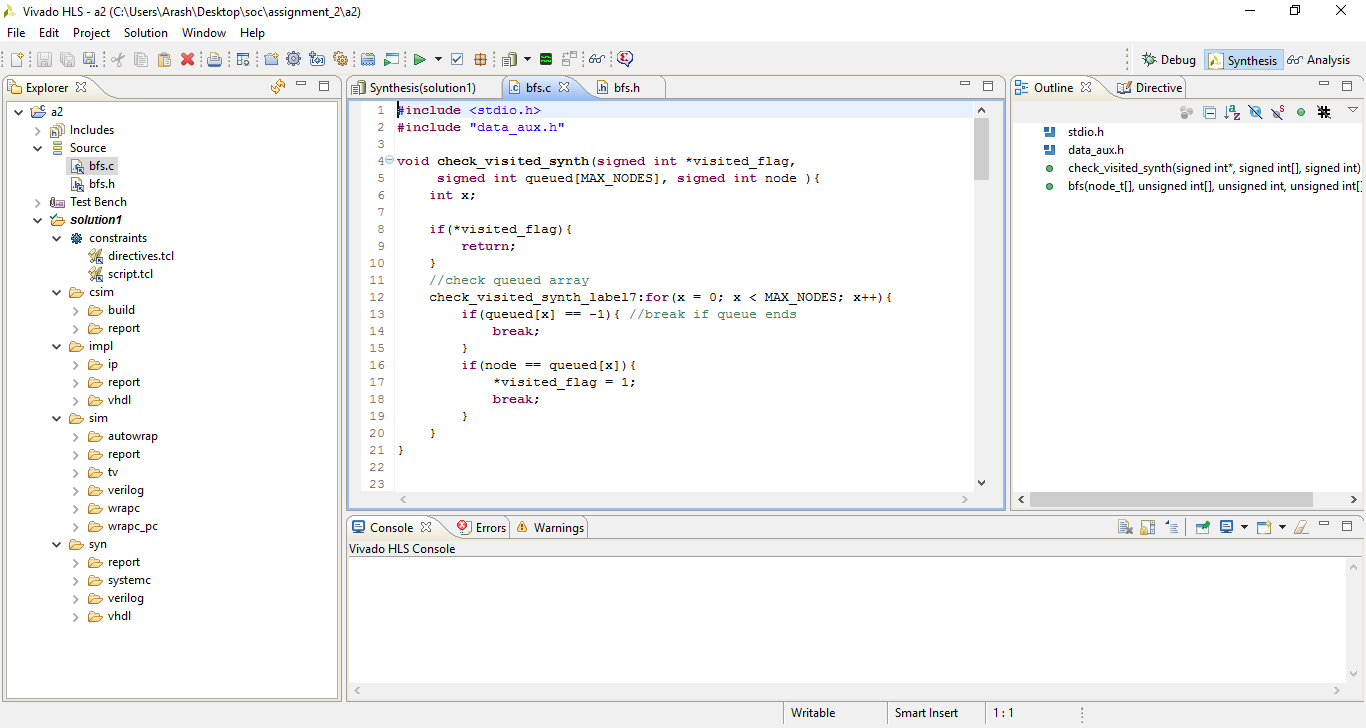 Vivado HLS - a2 (C:\Users\Arash\Desktop\soc\assignment_2\a2)
File Edit Project Solution Window Help
Debug Synthesis Analysis
Explorer
a2
Includes
Source
bfs.c
bfs.h
Test Bench
solution1
constraints
directives.tcl
script.tcl
csim
build
report
impl
ip
report
vhdl
sim
autowrap
report
tv
verilog
wrapc
wrapc_pc
syn
report
systemc
verilog
vhdl
Synthesis(solution1) bfs.c bfs.h
1 #include <stdio.h>
2 #include "data_aux.h"
3
4 void check_visited_synth(signed int *visited_flag,
5 signed int queued[MAX_NODES], signed int node ){
6 int x;
7
8 if(*visited_flag){
9 return;
10 }
11 //check queued array
12 check_visited_synth_label7:for(x = 0; x < MAX_NODES; x++){
13 if(queued[x] == -1){ //break if queue ends
14 break;
15 }
16 if(node == queued[x]){
17 *visited_flag = 1;
18 break;
19 }
20 }
21 }
22
23
Outline Directive
stdio.h
data_aux.h
check_visited_synth(signed int*, signed int[], signed int)
bfs(node_t[], unsigned int[], unsigned int, unsigned int[]
Console Errors Warnings
Vivado HLS Console
Writable Smart Insert 1 : 1